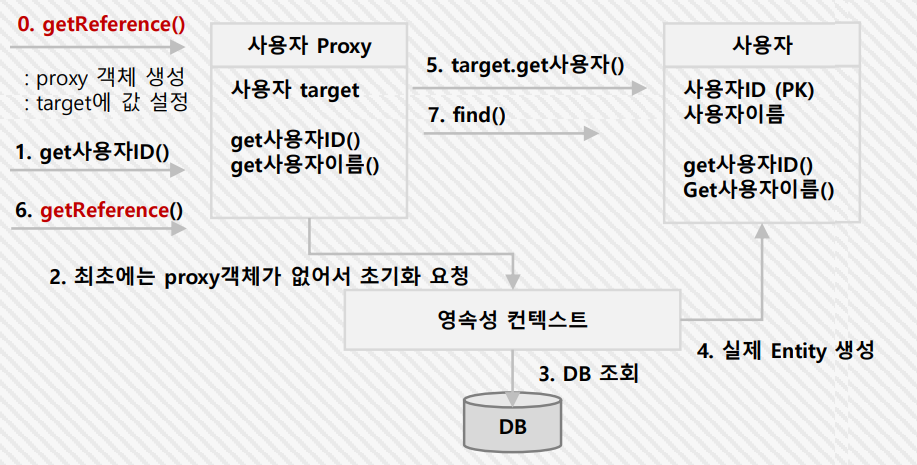 0. getReference()
: proxy 객체 생성
: target에 값 설정
1. get사용자ID()
6. getReference()
사용자 Proxy
사용자 target
get사용자ID()
get사용자이름()
5. target.get사용자()
7. find()
사용자
사용자ID (PK)
사용자이름
get사용자ID()
Get사용자이름()
2. 최초에는 proxy객체가 없어서 초기화 요청
영속성 컨텍스트
4. 실제 Entity 생성
3. DB 조회
DB